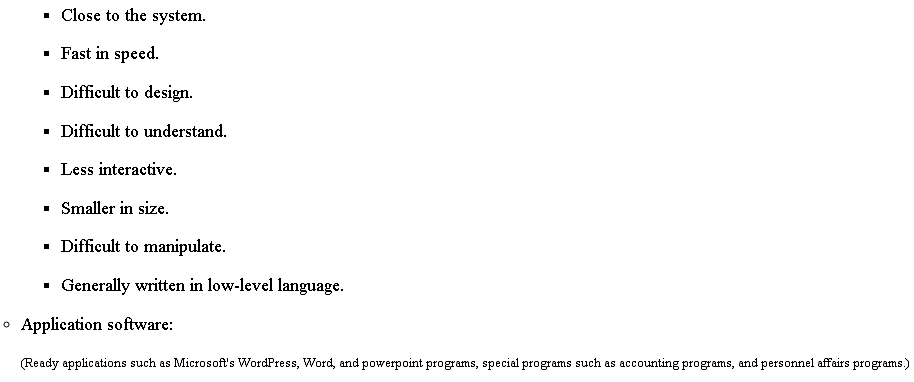 Close to the system.
Fast in speed.
Difficult to design.
Difficult to understand.
Less interactive.
Smaller in size.
Difficult to manipulate.
Generally written in low-level language.
Application software:
(Ready applications such as Microsoft's WordPress, Word, and powerpoint programs, special programs such as accounting programs, and personnel affairs programs.)